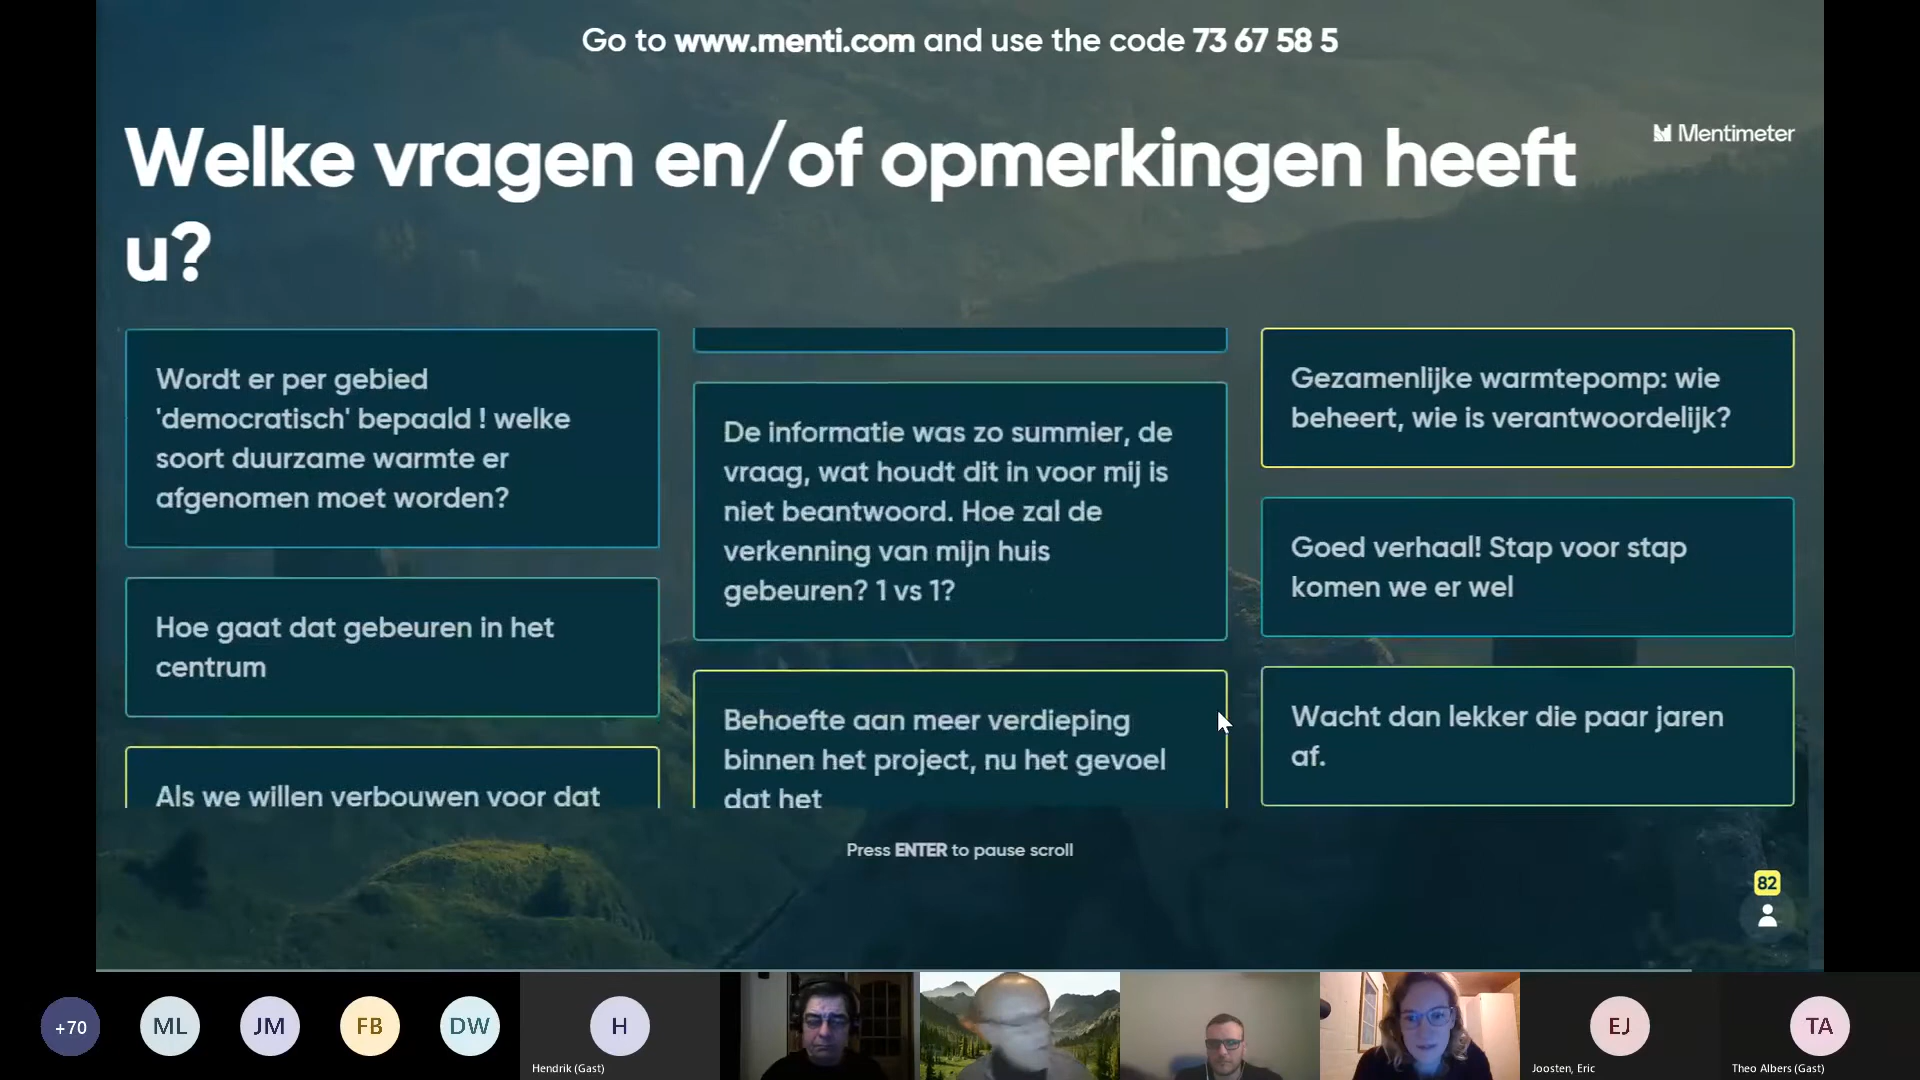 Go to www.menti.com and use the code 73 67 58 5
Welke vragen en/of opmerkingen heeft
u?
Mentimeter
Wordt er per gebied
'democratisch' bepaald ! welke
soort duurzame warmte er
afgenomen moet worden?
Hoe gaat dat gebeuren in het
centrum
Als we willen verbouwen voor dat
De informatie was zo summier, de
vraag, wat houdt dit in voor mij is
niet beantwoord. Hoe zal de
verkenning van mijn huis
gebeuren? 1 vs 1?
Behoefte aan meer verdieping
binnen het project, nu het gevoel
dat het
Gezamenlijke warmtepomp: wie
beheert, wie is verantwoordelijk?
Goed verhaal! Stap voor stap
komen we er wel
Wacht dan lekker die paar jaren
af.
Press ENTER to pause scroll
82
+70
ML
JM
FB
DW
H
Hendrik (Gast)
EJ
Joosten, Eric
TA
Theo Albers (Gast)